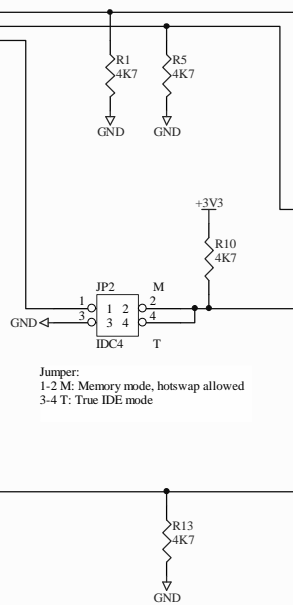 R1
4K7
GND
R5
4K7
GND
+3V3
R10
4K7
JP2
M
1
1 2
2
GND
3
3 4
4
IDC4
T
Jumper:
1-2 M: Memory mode, hotswap allowed
3-4 T: True IDE mode
R13
4K7
GND